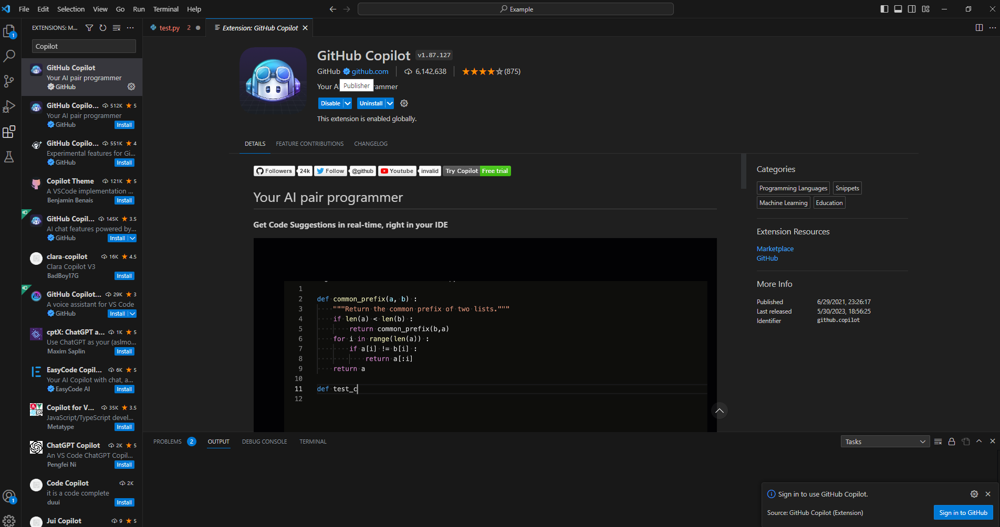 File Edit Selection View Go Run Terminal Help
Example
EXTENSIONS: M...
Copilot
GitHub Copilot
Your AI pair programmer
GitHub
GitHub Copilo... 512K ★ 5
Your AI pair programmer
GitHub Install
GitHub Copilo... 551K ★ 4
Experimental features for Gi...
GitHub Install
Copilot Theme 121K ★ 5
A VSCode implementation ...
Benjamin Benais Install
GitHub Copil... 145K ★ 3.5
AI chat features powered by...
GitHub Install
clara-copilot 16K ★ 4.5
Clara Copilot V3
BadBoy17G Install
GitHub Copilot... 29K ★ 3
A voice assistant for VS Code
GitHub Install
cptX: ChatGPT a... 1K ★ 5
Use ChatGPT as your (aslmo...
Maxim Saplin Install
EasyCode Copil... 6K ★ 5
Your AI Copilot with chat, a...
EasyCode AI Install
Copilot for V... 35K ★ 3.5
JavaScript/TypeScript devel...
Metatype Install
ChatGPT Copilot 2K ★ 5
An VS Code ChatGPT Copil...
Pengfei Ni Install
Code Copilot 2K
it is a code complete
duui Install
Jui Copilot 9 ★ 5
1
1
test.py 2
Extension: GitHub Copilot
GitHub Copilot v1.87.127
GitHub github.com 6,142,638 ★★★★☆(875)
Your A Publisher rammer
Disable Uninstall
This extension is enabled globally.
DETAILS FEATURE CONTRIBUTIONS CHANGELOG
Followers 24k Follow @github Youtube invalid Try Copilot Free trial
Your AI pair programmer
Get Code Suggestions in real-time, right in your IDE
1
2 def common_prefix(a, b) :
3 """Return the common prefix of two lists."""
4 if len(a) < len(b) :
5 return common_prefix(b,a)
6 for i in range(len(a)) :
7 if a[i] != b[i] :
8 return a[:i]
9 return a
10
11 def test_c
12
Categories
Programming Languages Snippets
Machine Learning Education
Extension Resources
Marketplace
GitHub
More Info
Published 6/29/2021, 23:26:17
Last released 5/30/2023, 18:56:25
Identifier github.copilot
PROBLEMS 2 OUTPUT DEBUG CONSOLE TERMINAL
Tasks
Sign in to use GitHub Copilot.
Source: GitHub Copilot (Extension)
Sign in to GitHub